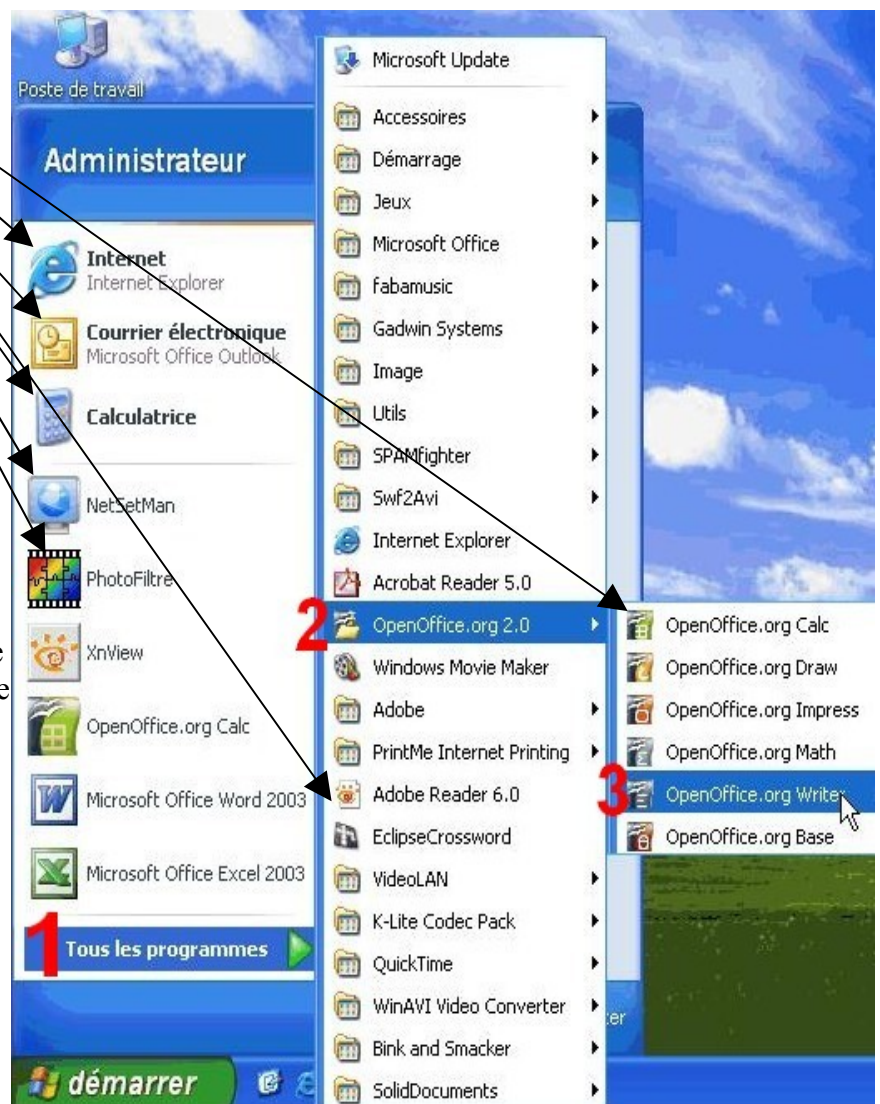 Poste de travail
Administrateur
Internet
Internet Explorer
Courrier électronique
Microsoft Office Outlook
Calculatrice
NetSetMan
PhotoFiltre
XnView
OpenOffice.org Calc
Microsoft Office Word 2003
Microsoft Office Excel 2003
1
Tous les programmes
démarrer
Microsoft Update
Accessoires
Démarrage
Jeux
Microsoft Office
fabamusic
Gadwin Systems
Image
Utils
SPAMfighter
Swf2Avi
Internet Explorer
Acrobat Reader 5.0
2
OpenOffice.org 2.0
Windows Movie Maker
Adobe
PrintMe Internet Printing
Adobe Reader 6.0
EclipseCrossword
VideoLAN
K-Lite Codec Pack
QuickTime
WinAVI Video Converter
Bink and Smacker
SolidDocuments
OpenOffice.org Calc
OpenOffice.org Draw
OpenOffice.org Impress
OpenOffice.org Math
3
OpenOffice.org Writer
OpenOffice.org Base